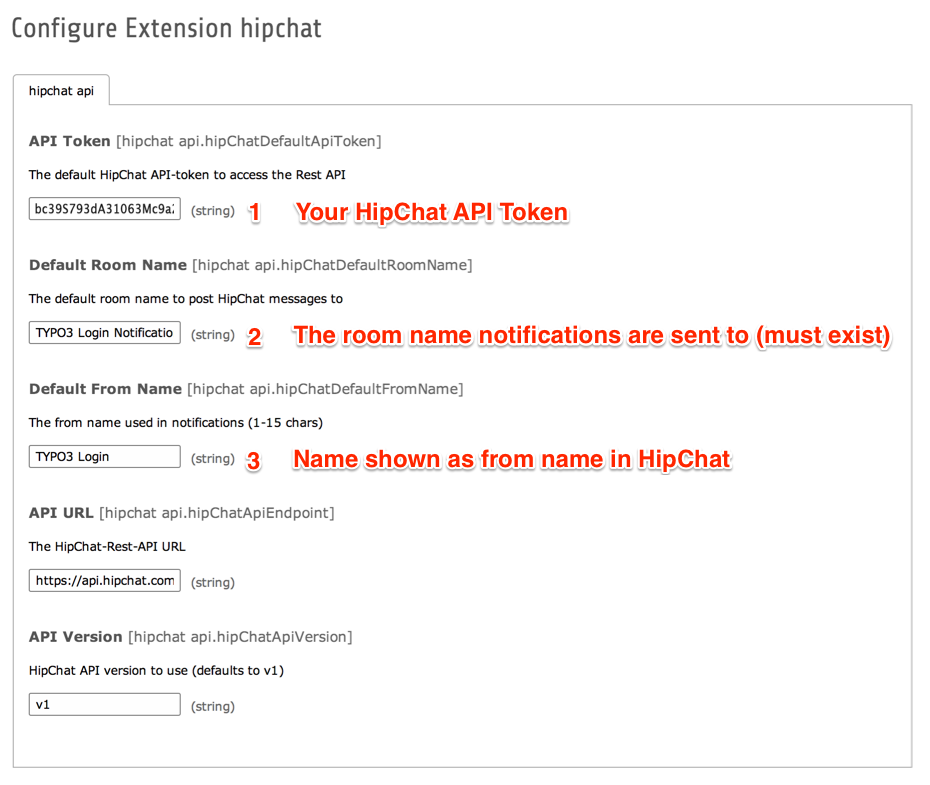 Configure Extension hipchat
hipchat api
API Token [hipchat api.hipChatDefaultApiToken]
The default HipChat API-token to access the Rest API
bc39S793dA31063Mc9a (string) 1 Your HipChat API Token
Default Room Name [hipchat api.hipChatDefaultRoomName]
The default room name to post HipChat messages to
TYPO3 Login Notificatio (string) 2 The room name notifications are sent to (must exist)
Default From Name [hipchat api.hipChatDefaultFromName]
The from name used in notifications (1-15 chars)
TYPO3 Login (string) 3 Name shown as from name in HipChat
API URL [hipchat api.hipChatApiEndpoint]
The HipChat-Rest-API URL
https://api.hipchat.com (string)
API Version [hipchat api.hipChatApiVersion]
HipChat API version to use (defaults to v1)
v1 (string)